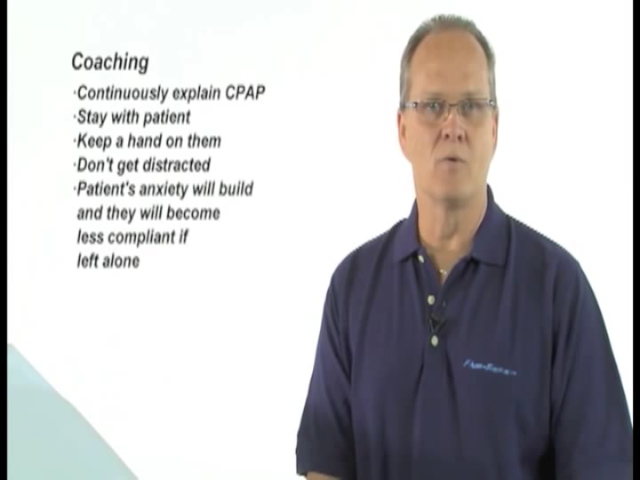 Coaching
·Continuously explain CPAP
·Stay with patient
·Keep a hand on them
·Don't get distracted
·Patient's anxiety will build
and they will become
less compliant if
left alone